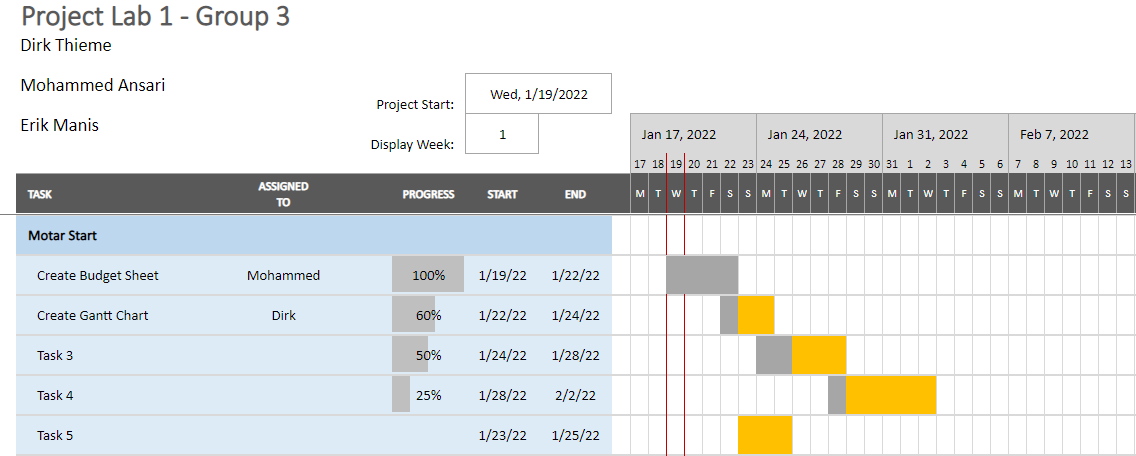 Project Lab 1 - Group 3
Dirk Thieme
Mohammed Ansari
Erik Manis
Project Start: Wed, 1/19/2022
Display Week: 1
Jan 17, 2022 Jan 24, 2022 Jan 31, 2022 Feb 7, 2022
17 18 19 20 21 22 23 24 25 26 27 28 29 30 31 1 2 3 4 5 6 7 8 9 10 11 12 13
TASK ASSIGNED TO PROGRESS START END M T W T F S S M T W T F S S M T W T F S S M T W T F S S
Motar Start
Create Budget Sheet Mohammed 100% 1/19/22 1/22/22
Create Gantt Chart Dirk 60% 1/22/22 1/24/22
Task 3 50% 1/24/22 1/28/22
Task 4 25% 1/28/22 2/2/22
Task 5 1/23/22 1/25/22